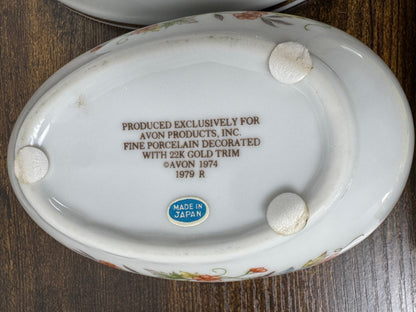 PRODUCED EXCLUSIVELY FOR
AVON PRODUCTS, INC.
FINE PORCELAIN DECORATED
WITH 22K GOLD TRIM
©AVON 1974
1979 R
MADE IN
JAPAN